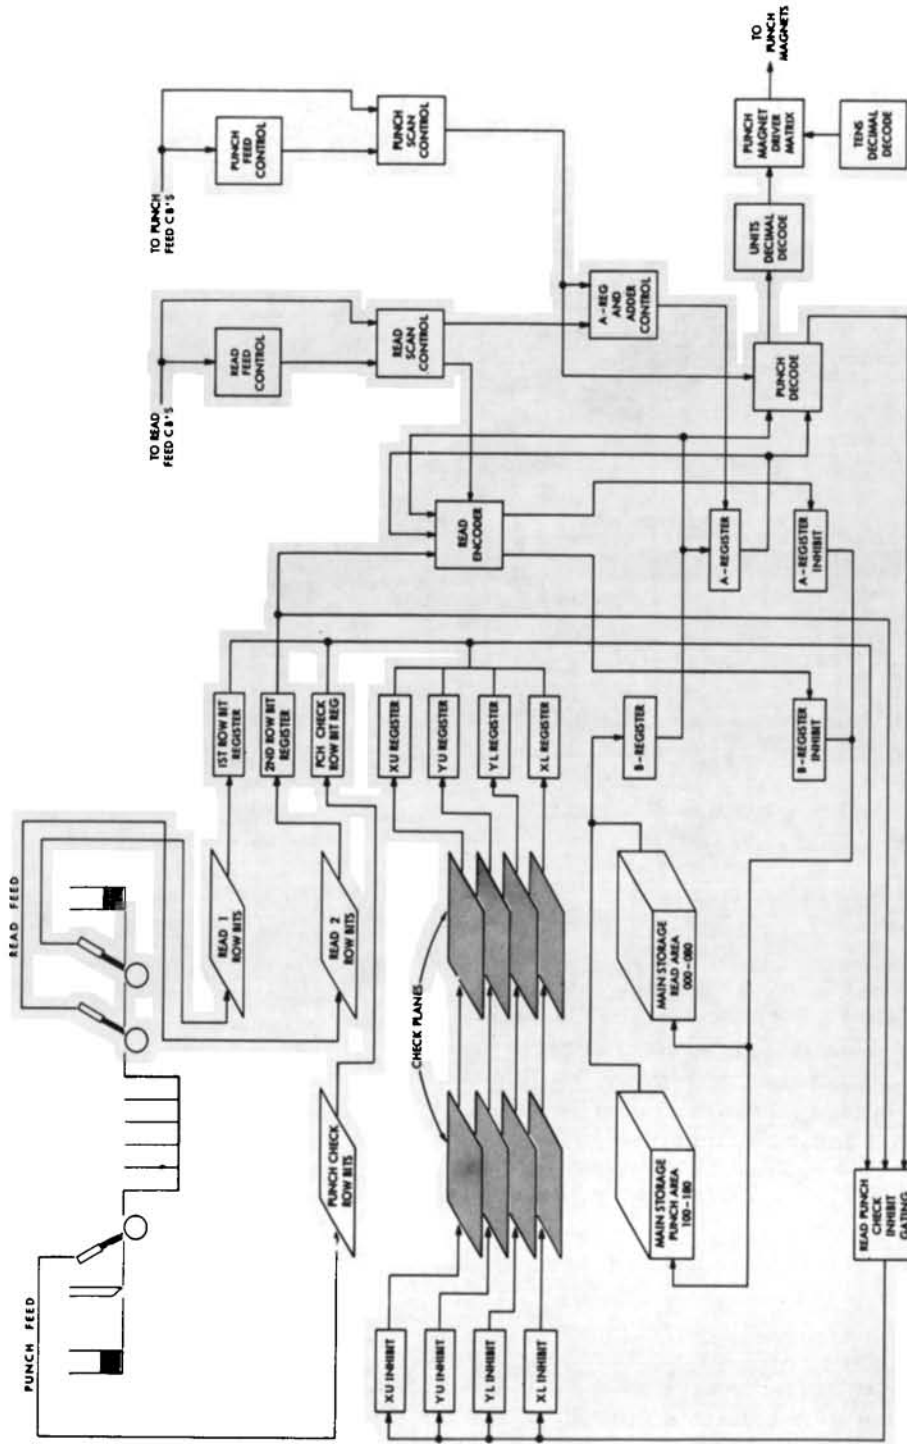 PUNCH FEED
READ FEED
TO READ
FEED CB'S
TO PUNCH
FEED CB'S
READ 1
ROW BITS
1ST ROW BIT
REGISTER
READ FEED
CONTROL
PUNCH FEED
CONTROL
2ND ROW BIT
REGISTER
PUNCH CHECK
ROW BITS
READ 2
ROW BITS
PCH CHECK
ROW BIT REG
READ
SCAN
CONTROL
PUNCH
SCAN
CONTROL
CHECK PLANES
XU INHIBIT
XU REGISTER
YU INHIBIT
YU REGISTER
READ
ENCODER
YL INHIBIT
YL REGISTER
XL INHIBIT
XL REGISTER
A-REG
AND
ADDER
CONTROL
MAIN STORAGE
PUNCH AREA
100-180
MAIN STORAGE
READ AREA
000-080
B-REGISTER
A-REGISTER
UNITS
DECIMAL
DECODE
PUNCH
MAGNET
DRIVER
MATRIX
TO
PUNCH
MAGNETS
PUNCH
DECODE
B-REGISTER
INHIBIT
A-REGISTER
INHIBIT
TENS
DECIMAL
DECODE
READ PUNCH
CHECK
INHIBIT
GATING